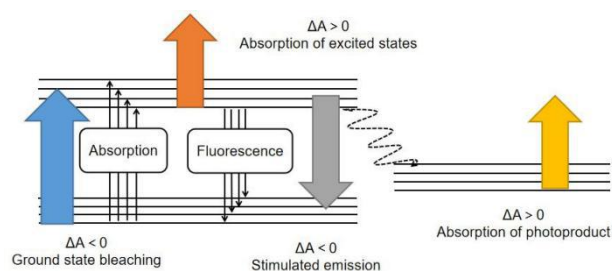 ΔA > 0
Absorption of excited states
Absorption
Fluorescence
ΔA < 0
Ground state bleaching
ΔA < 0
Stimulated emission
ΔA > 0
Absorption of photoproduct